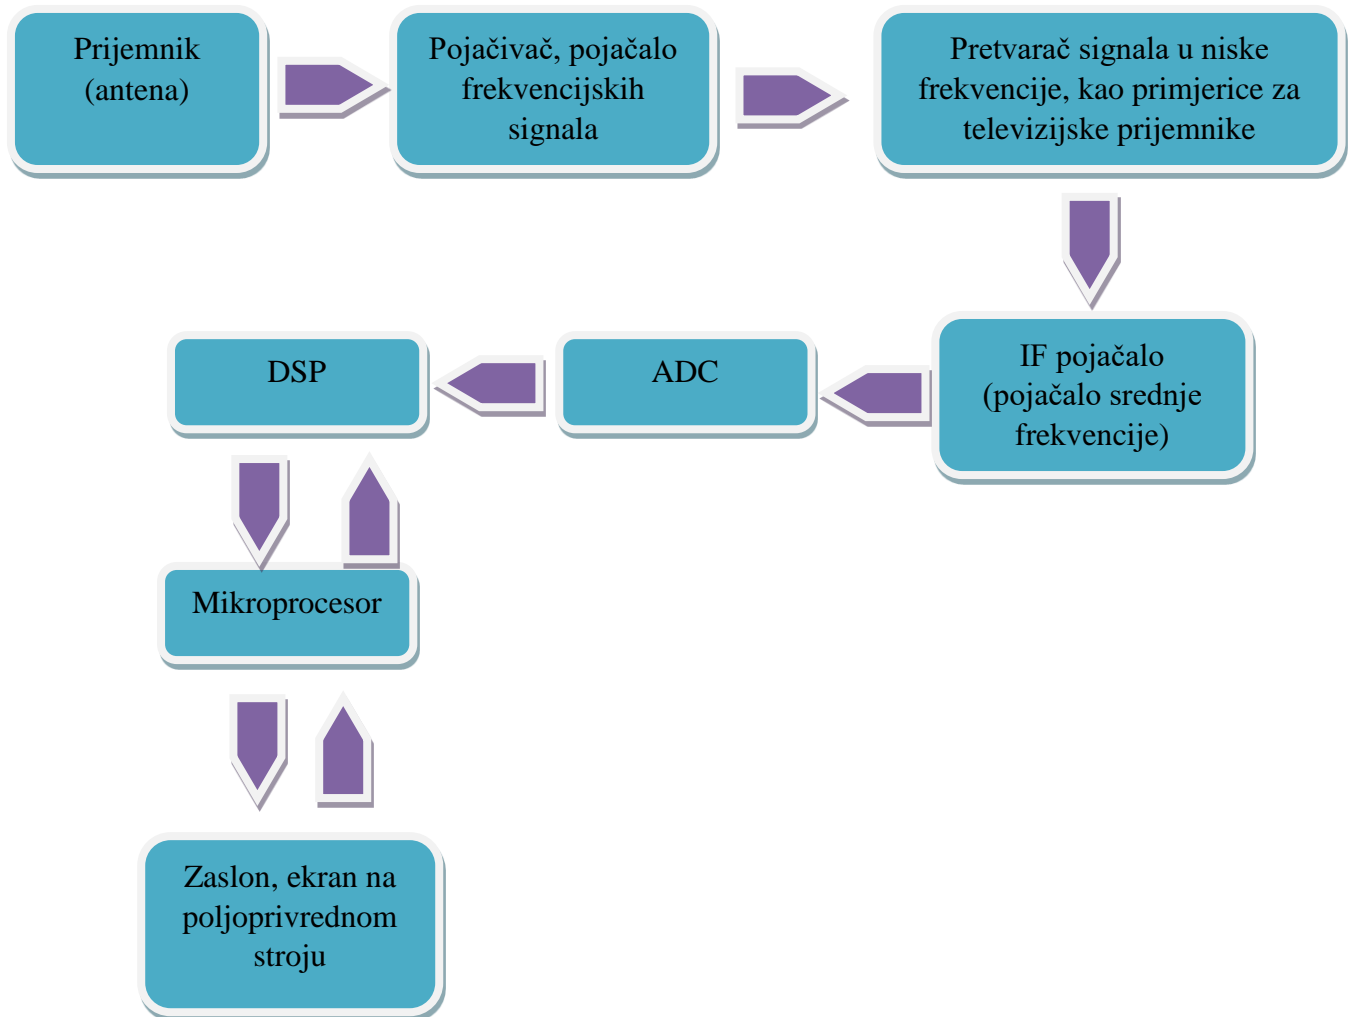 Prijemnik
(antena)
Pojačivač, pojačalo
frekvencijskih
signala
Pretvarač signala u niske
frekvencije, kao primjerice za
televizijske prijemnike
IF pojačalo
(pojačalo srednje
frekvencije)
ADC
DSP
Mikroprocesor
Zaslon, ekran na
poljoprivrednom
stroju